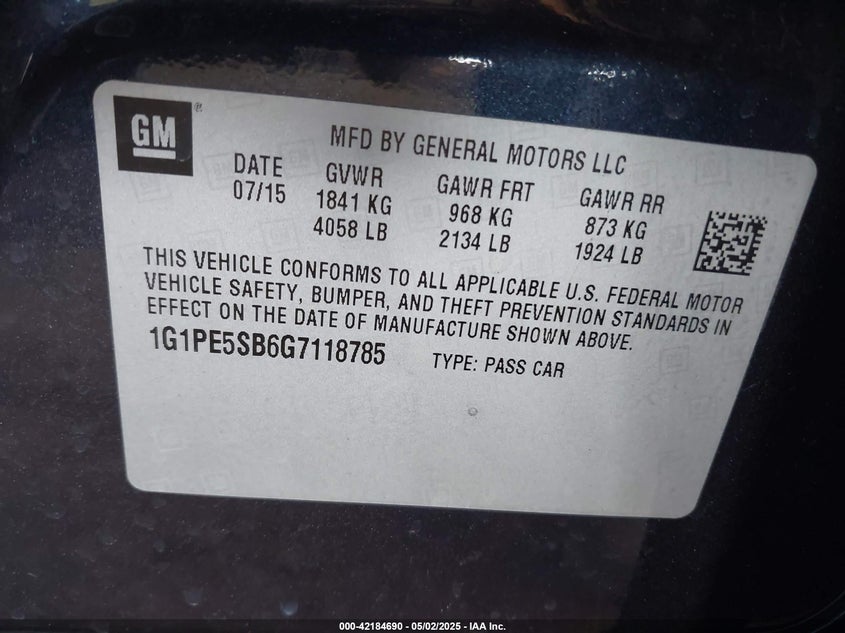 GM
®
MFD BY GENERAL MOTORS LLC
DATE GVWR GAWR FRT GAWR RR
07/15 1841 KG 968 KG 873 KG
4058 LB 2134 LB 1924 LB
THIS VEHICLE CONFORMS TO ALL APPLICABLE U.S. FEDERAL MOTOR
VEHICLE SAFETY, BUMPER, AND THEFT PREVENTION STANDARDS IN
EFFECT ON THE DATE OF MANUFACTURE SHOWN ABOVE.
1G1PE5SB6G7118785 TYPE: PASS CAR
000-42184690 - 05/02/2025 - IAA Inc.